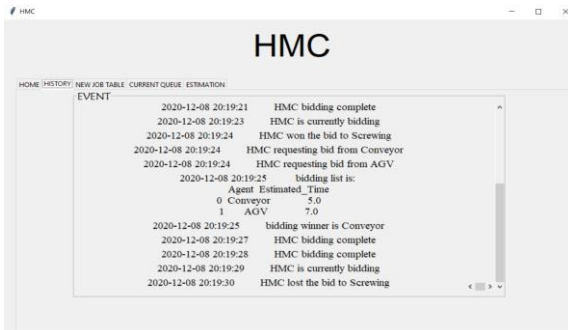 HMC
HMC
HOME HISTORY NEW JOB TABLE CURRENT QUEUE ESTIMATION
EVENT
2020-12-08 20:19:21 HMC bidding complete
2020-12-08 20:19:23 HMC is currently bidding
2020-12-08 20:19:24 HMC won the bid to Screwing
2020-12-08 20:19:24 HMC requesting bid from Conveyor
2020-12-08 20:19:24 HMC requesting bid from AGV
2020-12-08 20:19:25 bidding list is:
Agent Estimated_Time
0 Conveyor 5.0
1 AGV 7.0
2020-12-08 20:19:25 bidding winner is Conveyor
2020-12-08 20:19:27 HMC bidding complete
2020-12-08 20:19:28 HMC bidding complete
2020-12-08 20:19:29 HMC is currently bidding
2020-12-08 20:19:30 HMC lost the bid to Screwing